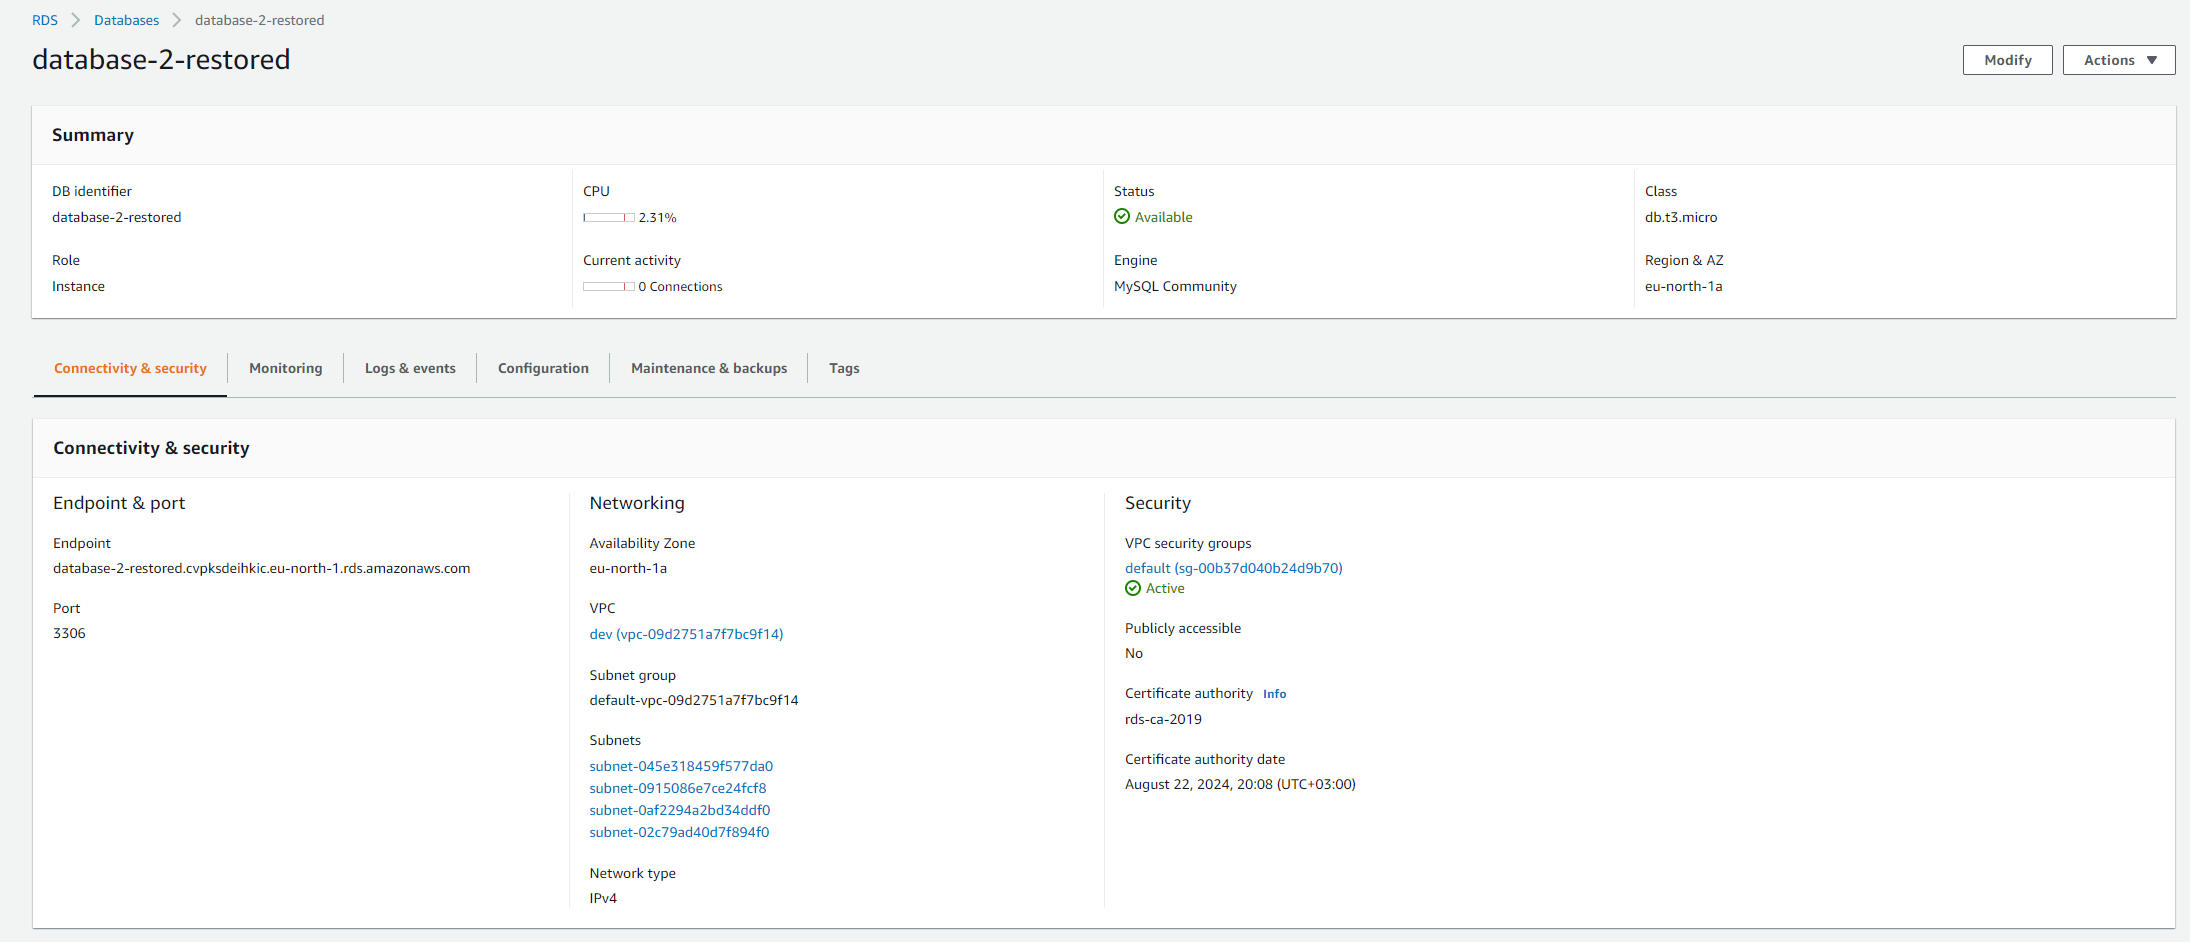 RDS > Databases > database-2-restored
database-2-restored
Modify
Actions ▼
Summary
DB identifier
database-2-restored
CPU
2.31%
Status
Available
Class
db.t3.micro
Role
Instance
Current activity
0 Connections
Engine
MySQL Community
Region & AZ
eu-north-1a
Connectivity & security
Monitoring
Logs & events
Configuration
Maintenance & backups
Tags
Connectivity & security
Endpoint & port
Endpoint
database-2-restored.cvpksdeihkic.eu-north-1.rds.amazonaws.com
Port
3306
Networking
Availability Zone
eu-north-1a
VPC
dev (vpc-09d2751a7f7bc9f14)
Subnet group
default-vpc-09d2751a7f7bc9f14
Subnets
subnet-045e318459f577da0
subnet-0915086e7ce24fcf8
subnet-0af2294a2bd34ddf0
subnet-02c79ad40d7f894f0
Network type
IPv4
Security
VPC security groups
default (sg-00b37d040b24d9b70)
Active
Publicly accessible
No
Certificate authority Info
rds-ca-2019
Certificate authority date
August 22, 2024, 20:08 (UTC+03:00)